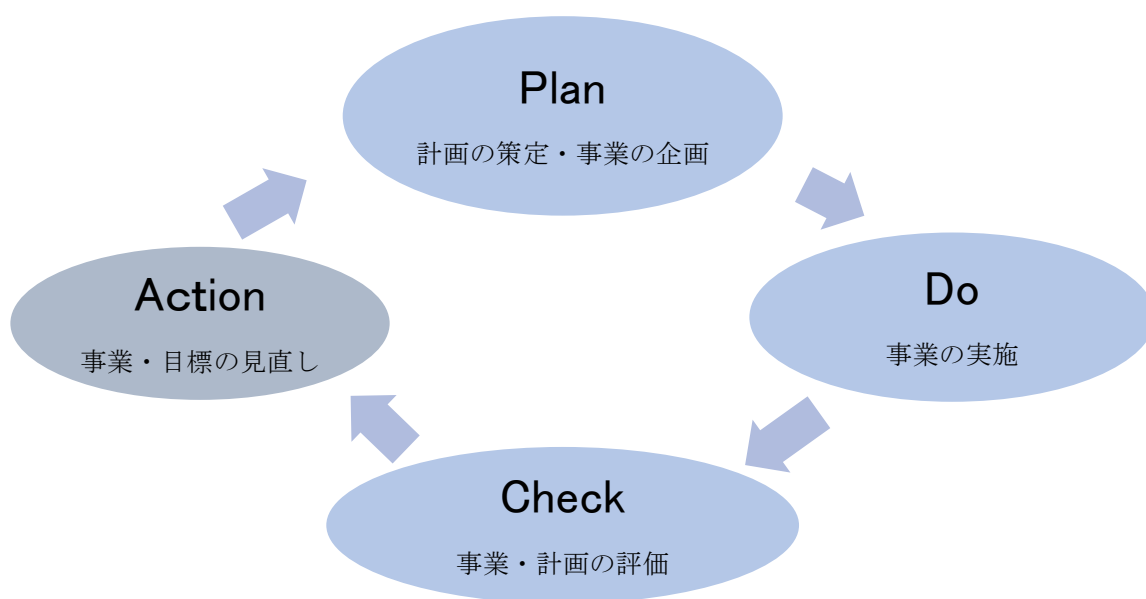 Plan
計画の策定・事業の企画
Do
事業の実施
Check
事業・計画の評価
Action
事業・目標の見直し